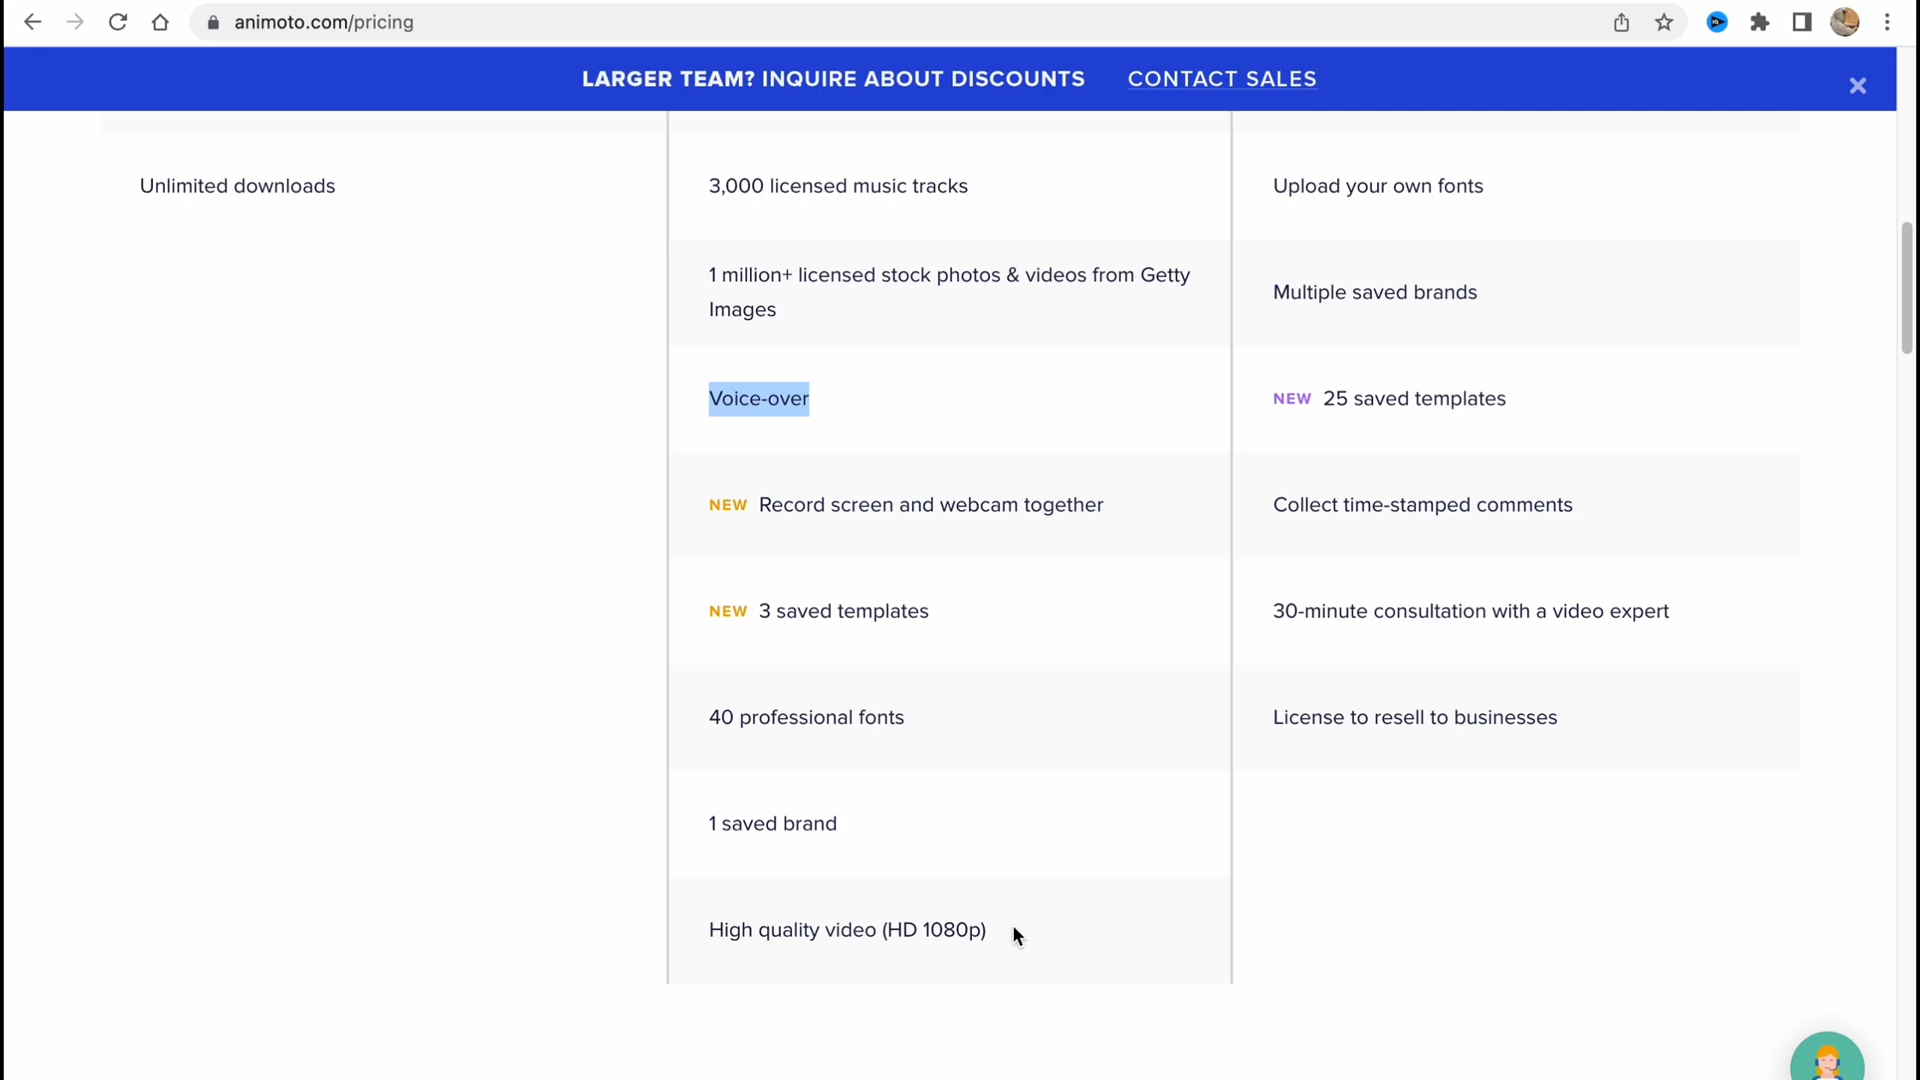 animoto.com/pricing
LARGER TEAM? INQUIRE ABOUT DISCOUNTS CONTACT SALES
Unlimited downloads
3,000 licensed music tracks
Upload your own fonts
1 million+ licensed stock photos & videos from Getty
Images
Multiple saved brands
Voice-over
NEW 25 saved templates
NEW Record screen and webcam together
Collect time-stamped comments
NEW 3 saved templates
30-minute consultation with a video expert
40 professional fonts
License to resell to businesses
1 saved brand
High quality video (HD 1080p)